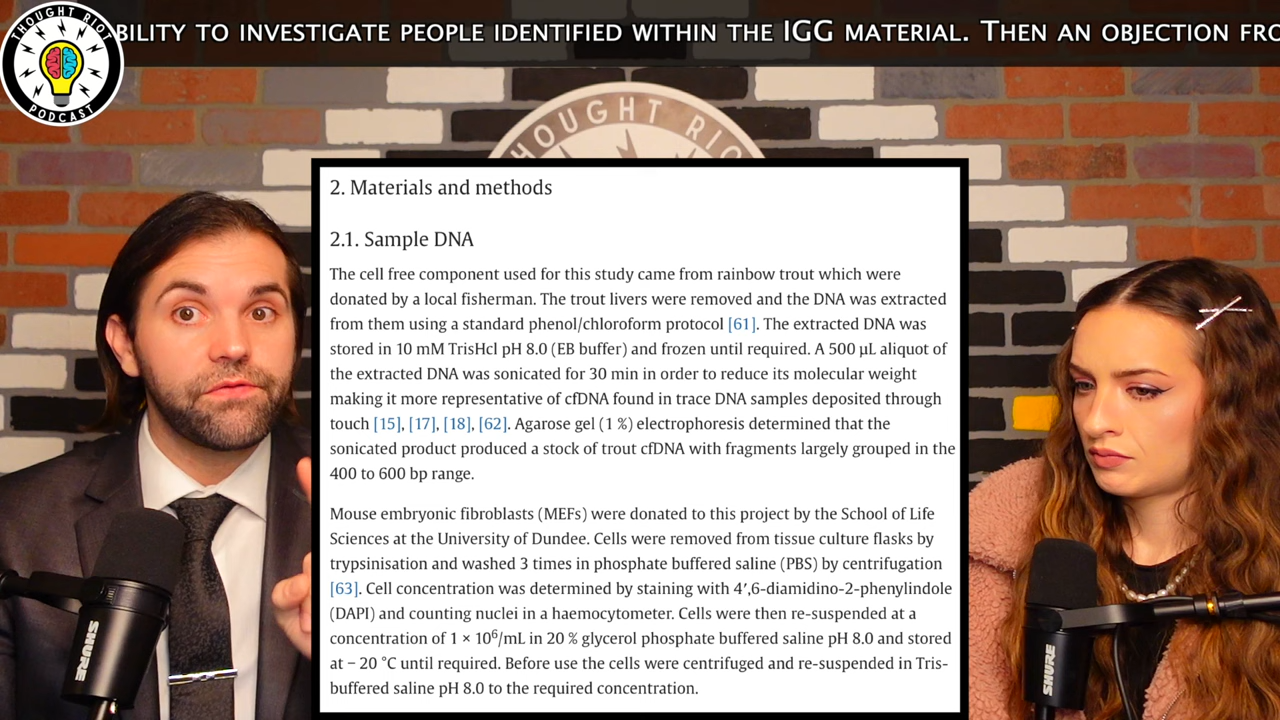 BILITY TO INVESTIGATE PEOPLE IDENTIFIED WITHIN THE IGG MATERIAL. THEN AN OBJECTION FRO
THOUGHT RIOT
PODCAST
THOUGHT RIO
2. Materials and methods
2.1. Sample DNA
The cell free component used for this study came from rainbow trout which were
donated by a local fisherman. The trout livers were removed and the DNA was extracted
from them using a standard phenol/chloroform protocol [61]. The extracted DNA was
stored in 10 mM TrisHcl pH 8.0 (EB buffer) and frozen until required. A 500 µL aliquot of
the extracted DNA was sonicated for 30 min in order to reduce its molecular weight
making it more representative of cfDNA found in trace DNA samples deposited through
touch [15], [17], [18], [62]. Agarose gel (1 %) electrophoresis determined that the
sonicated product produced a stock of trout cfDNA with fragments largely grouped in the
400 to 600 bp range.
Mouse embryonic fibroblasts (MEFs) were donated to this project by the School of Life
Sciences at the University of Dundee. Cells were removed from tissue culture flasks by
trypsinisation and washed 3 times in phosphate buffered saline (PBS) by centrifugation
[63]. Cell concentration was determined by staining with 4′,6-diamidino-2-phenylindole
(DAPI) and counting nuclei in a haemocytometer. Cells were then re-suspended at a
concentration of 1 × 10⁶/mL in 20 % glycerol phosphate buffered saline pH 8.0 and stored
at − 20 °C until required. Before use the cells were centrifuged and re-suspended in Tris-
buffered saline pH 8.0 to the required concentration.
SHURE
SHURE